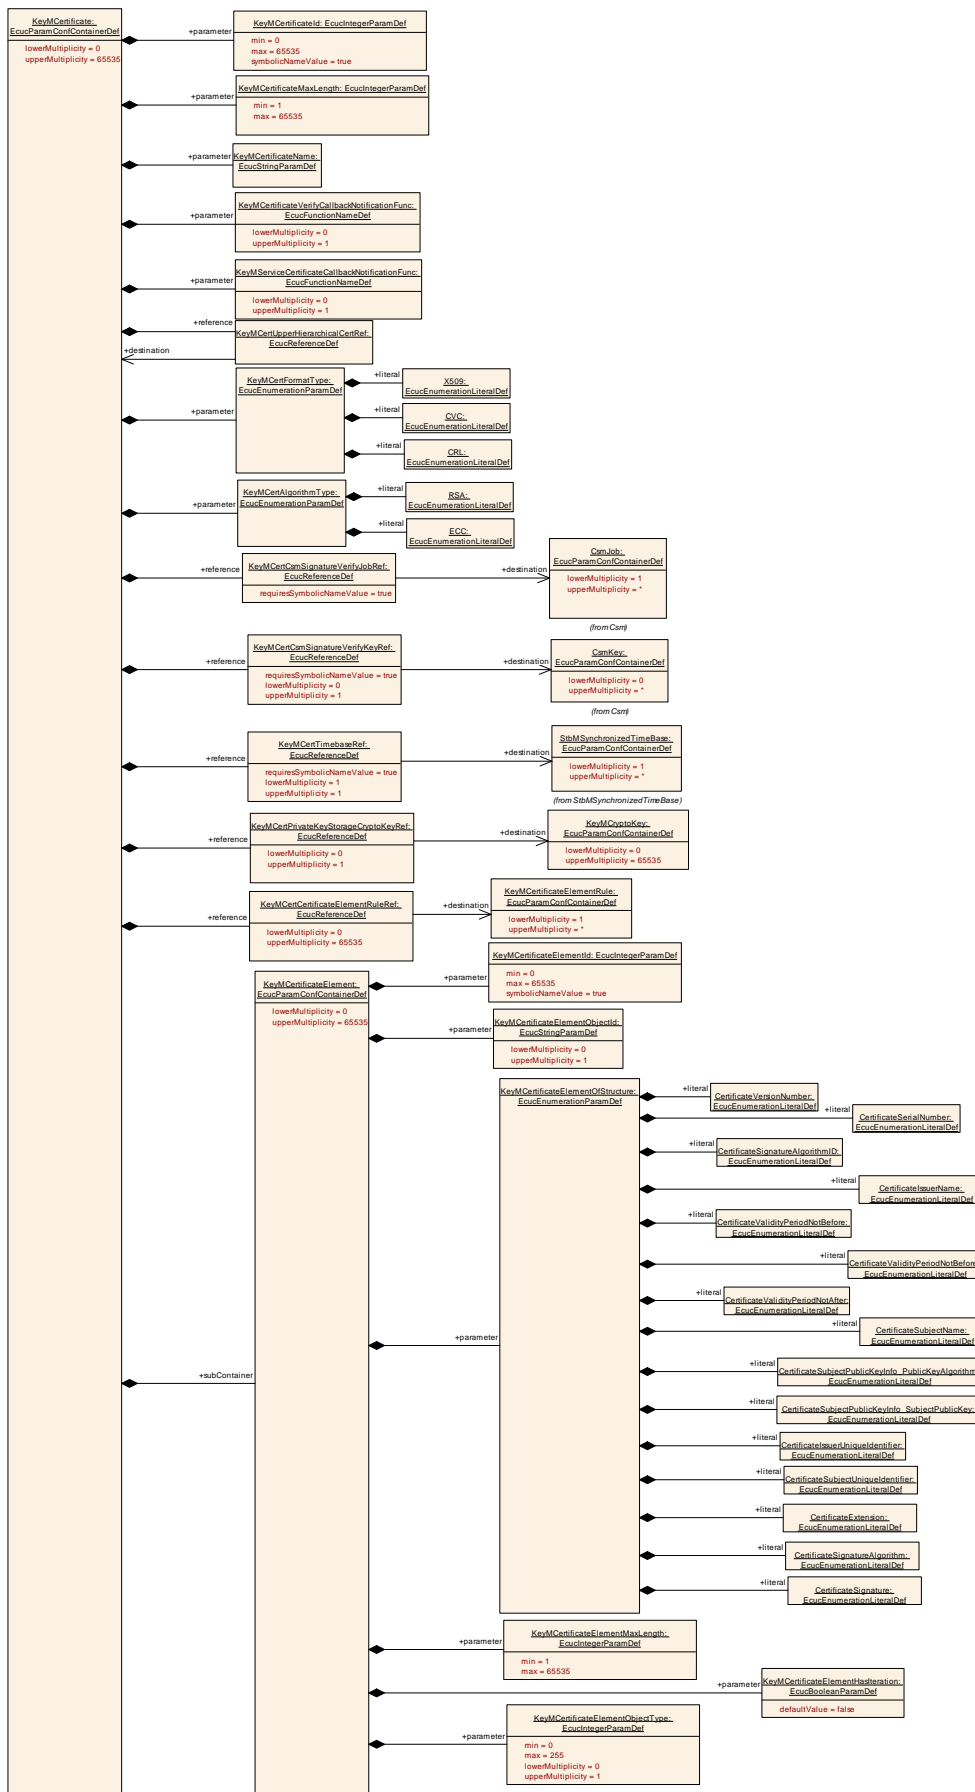 KeyMCertificate:
EcucParamConfContainerDef
lowerMultiplicity = 0
upperMultiplicity = 65535
+parameter
KeyMCertificateId: EcucIntegerParamDef
min = 0
max = 65535
symbolicNameValue = true
+parameter
KeyMCertificateMaxLength: EcucIntegerParamDef
min = 1
max = 65535
+parameter
KeyMCertificateName:
EcucStringParamDef
+parameter
KeyMCertificateVerifyCallbackNotificationFunc:
EcucFunctionNameDef
lowerMultiplicity = 0
upperMultiplicity = 1
+parameter
KeyMServiceCertificateCallbackNotificationFunc:
EcucFunctionNameDef
lowerMultiplicity = 0
upperMultiplicity = 1
+reference
+destination
KeyMCertUpperHierarchicalCertRef:
EcucReferenceDef
+parameter
KeyMCertFormatType:
EcucEnumerationParamDef
+literal
X509:
EcucEnumerationLiteralDef
+literal
CVC:
EcucEnumerationLiteralDef
+literal
CRL:
EcucEnumerationLiteralDef
+parameter
KeyMCertAlgorithmType:
EcucEnumerationParamDef
+literal
RSA:
EcucEnumerationLiteralDef
+literal
ECC:
EcucEnumerationLiteralDef
+reference
KeyMCertCsmSignatureVerifyJobRef:
EcucReferenceDef
requiresSymbolicNameValue = true
+destination
CsmJob:
EcucParamConfContainerDef
lowerMultiplicity = 1
upperMultiplicity = *
(from Csm)
+reference
KeyMCertCsmSignatureVerifyKeyRef:
EcucReferenceDef
requiresSymbolicNameValue = true
lowerMultiplicity = 0
upperMultiplicity = 1
+destination
CsmKey:
EcucParamConfContainerDef
lowerMultiplicity = 0
upperMultiplicity = *
(from Csm)
+reference
KeyMCertTimebaseRef:
EcucReferenceDef
requiresSymbolicNameValue = true
lowerMultiplicity = 1
upperMultiplicity = 1
+destination
StbMSynchronizedTimeBase:
EcucParamConfContainerDef
lowerMultiplicity = 1
upperMultiplicity = *
(from StbMSynchronizedTimeBase)
+reference
KeyMCertPrivateKeyStorageCryptoKeyRef:
EcucReferenceDef
lowerMultiplicity = 0
upperMultiplicity = 1
+destination
KeyMCryptoKey:
EcucParamConfContainerDef
lowerMultiplicity = 0
upperMultiplicity = 65535
+reference
KeyMCertCertificateElementRuleRef:
EcucReferenceDef
lowerMultiplicity = 0
upperMultiplicity = 65535
+destination
KeyMCertificateElementRule:
EcucParamConfContainerDef
lowerMultiplicity = 1
upperMultiplicity = *
+subContainer
KeyMCertificateElement:
EcucParamConfContainerDef
lowerMultiplicity = 0
upperMultiplicity = 65535
+parameter
KeyMCertificateElementId: EcucIntegerParamDef
min = 0
max = 65535
symbolicNameValue = true
+parameter
KeyMCertificateElementObjectId:
EcucStringParamDef
lowerMultiplicity = 0
upperMultiplicity = 1
+parameter
KeyMCertificateElementOfStructure:
EcucEnumerationParamDef
+literal
CertificateVersionNumber:
EcucEnumerationLiteralDef
+literal
CertificateSerialNumber:
EcucEnumerationLiteralDef
+literal
CertificateSignatureAlgorithmID:
EcucEnumerationLiteralDef
+literal
CertificateIssuerName:
EcucEnumerationLiteralDef
+literal
CertificateValidityPeriodNotBefore:
EcucEnumerationLiteralDef
+literal
CertificateValidityPeriodNotBefore
EcucEnumerationLiteralDef
+literal
CertificateValidityPeriodNotAfter:
EcucEnumerationLiteralDef
+literal
CertificateSubjectName:
EcucEnumerationLiteralDef
+literal
CertificateSubjectPublicKeyInfo_PublicKeyAlgorithm
EcucEnumerationLiteralDef
+literal
CertificateSubjectPublicKeyInfo_SubjectPublicKey:
EcucEnumerationLiteralDef
+literal
CertificateIssuerUniqueIdentifier:
EcucEnumerationLiteralDef
+literal
CertificateSubjectUniqueIdentifier:
EcucEnumerationLiteralDef
+literal
CertificateExtension:
EcucEnumerationLiteralDef
+literal
CertificateSignatureAlgorithm:
EcucEnumerationLiteralDef
+literal
CertificateSignature:
EcucEnumerationLiteralDef
+parameter
KeyMCertificateElementMaxLength:
EcucIntegerParamDef
min = 1
max = 65535
+parameter
KeyMCertificateElementHasIteration:
EcucBooleanParamDef
defaultValue = false
+parameter
KeyMCertificateElementObjectType:
EcucIntegerParamDef
min = 0
max = 255
lowerMultiplicity = 0
upperMultiplicity = 1